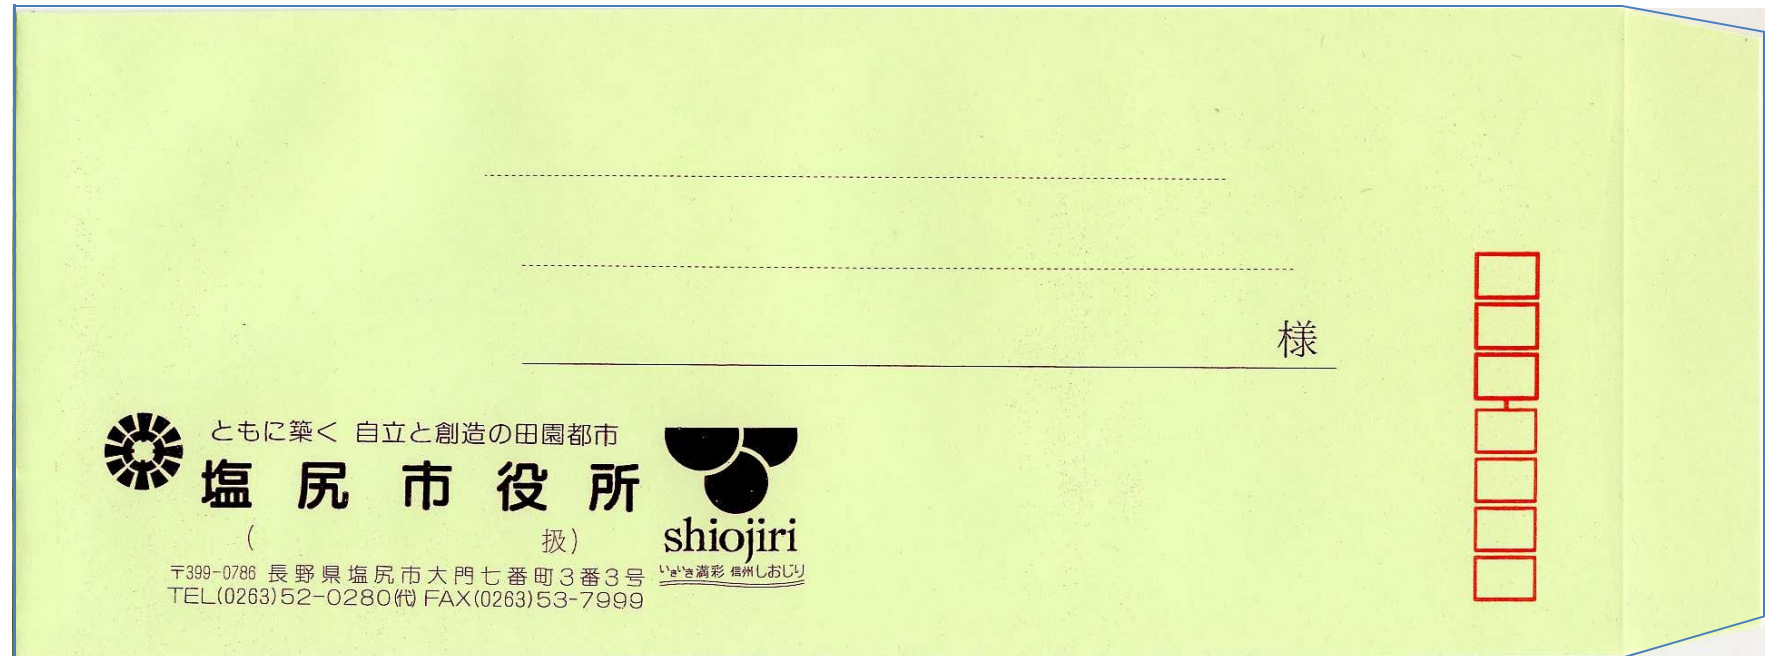 様
ともに築く 自立と創造の田園都市
塩尻市役所
( 扱)
〒399-0786 長野県塩尻市大門七番町3番3号
TEL(0263)52-0280(代) FAX(0263)53-7999
shiojiri
いきいき満彩 信州しおじり